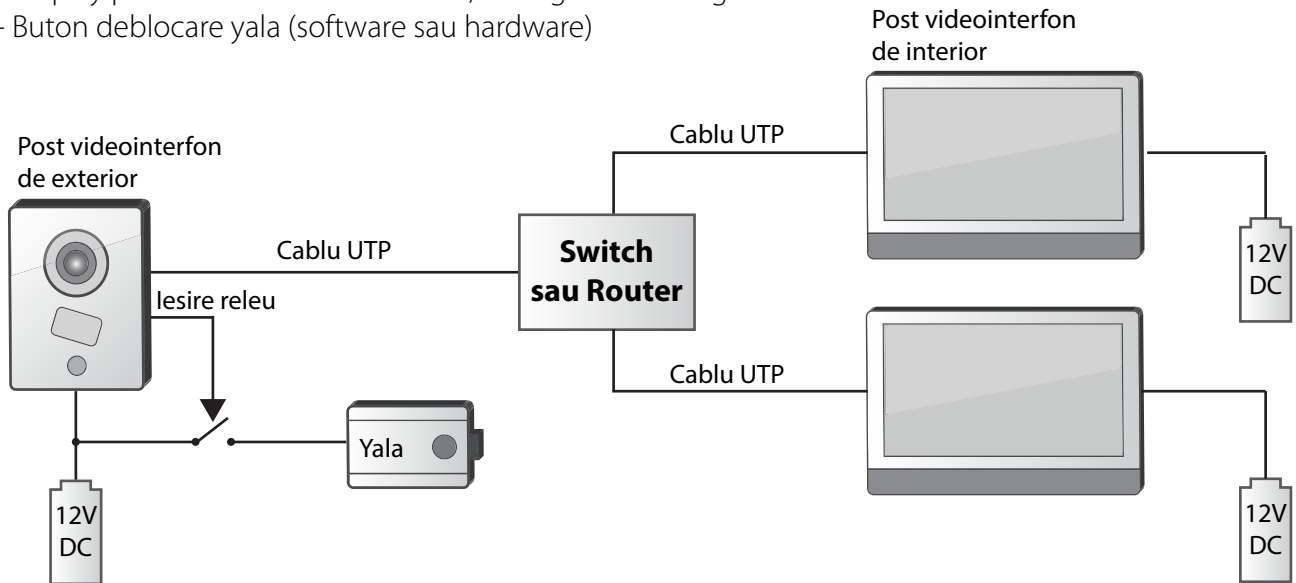 - Buton deblocare yala (software sau hardware)
Post videointerfon
de interior
Cablu UTP
Post videointerfon
de exterior
Cablu UTP
Switch
sau Router
12V
DC
Iesire releu
Cablu UTP
Yala
12V
DC
12V
DC